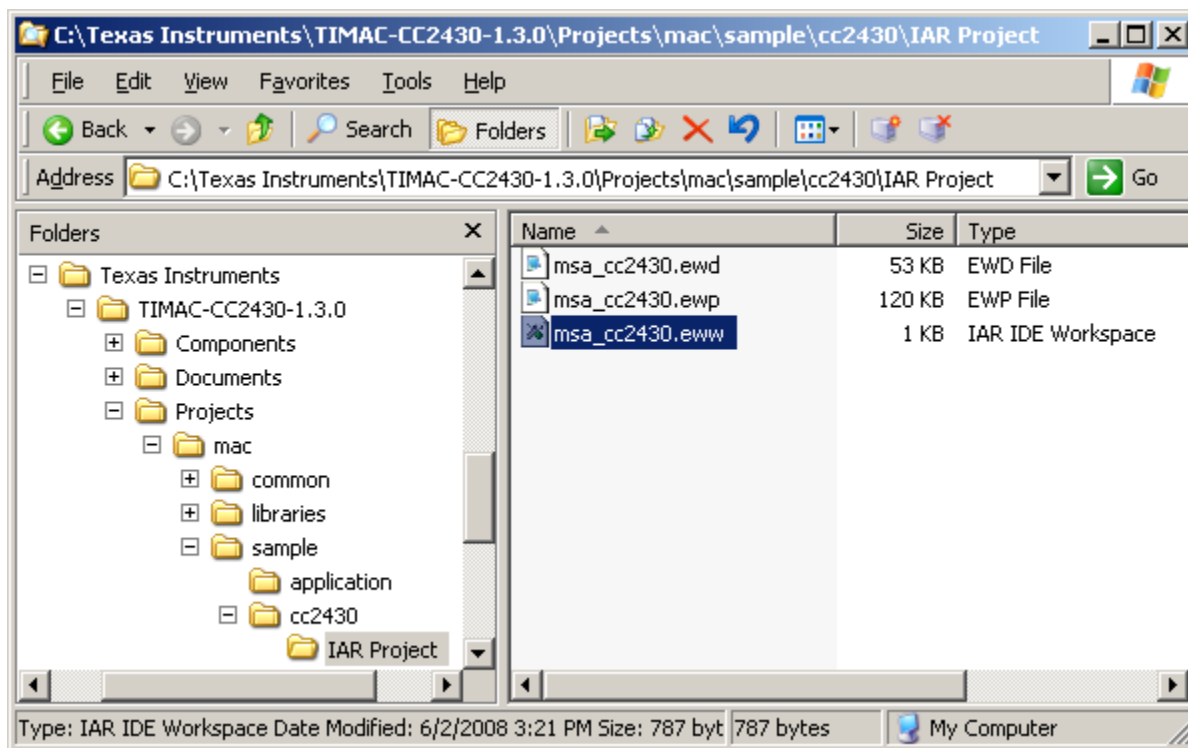 C:\Texas Instruments\TIMAC-CC2430-1.3.0\Projects\mac\sample\cc2430\IAR Project
File Edit View Favorites Tools Help
Back Search Folders
Address C:\Texas Instruments\TIMAC-CC2430-1.3.0\Projects\mac\sample\cc2430\IAR Project Go
Folders
Name Size Type
Texas Instruments
TIMAC-CC2430-1.3.0
Components
Documents
Projects
mac
common
libraries
sample
application
cc2430
IAR Project
msa_cc2430.ewd 53 KB EWD File
msa_cc2430.ewp 120 KB EWP File
msa_cc2430.eww 1 KB IAR IDE Workspace
Type: IAR IDE Workspace Date Modified: 6/2/2008 3:21 PM Size: 787 byt 787 bytes My Computer